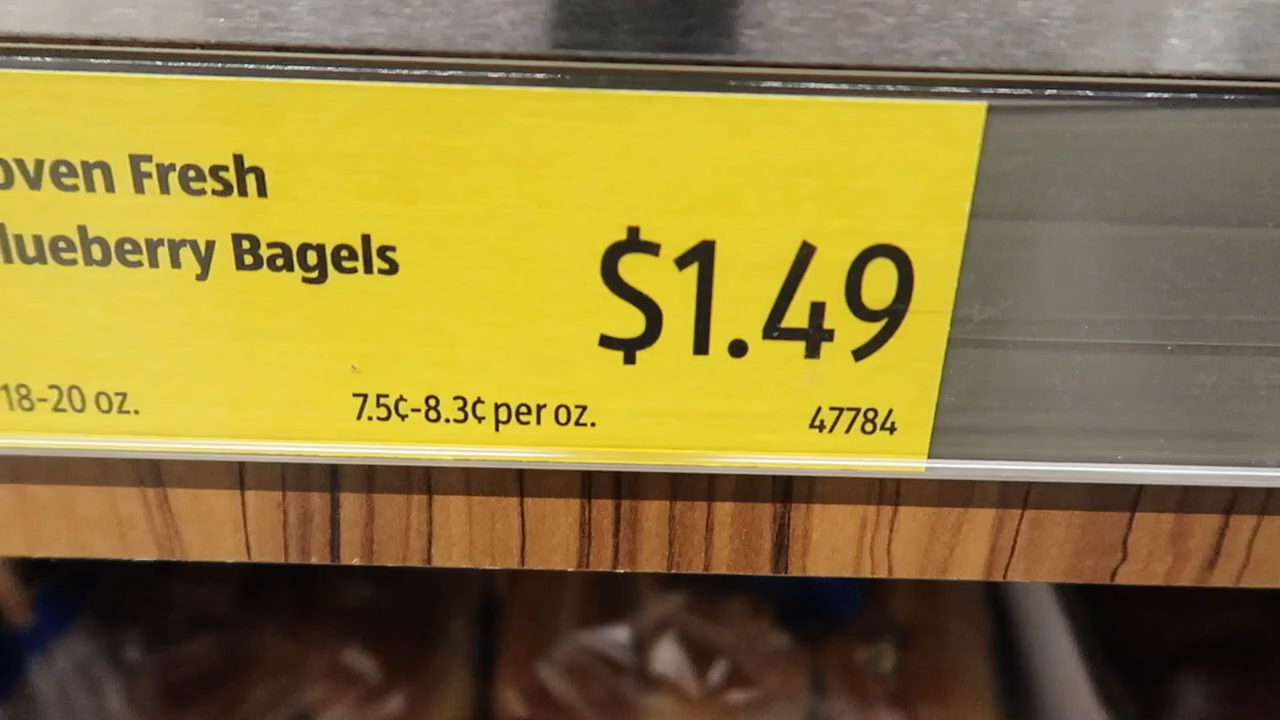 oven Fresh
lueberry Bagels
$1.49
18-20 oz.
7.5¢-8.3¢ per oz.
47784